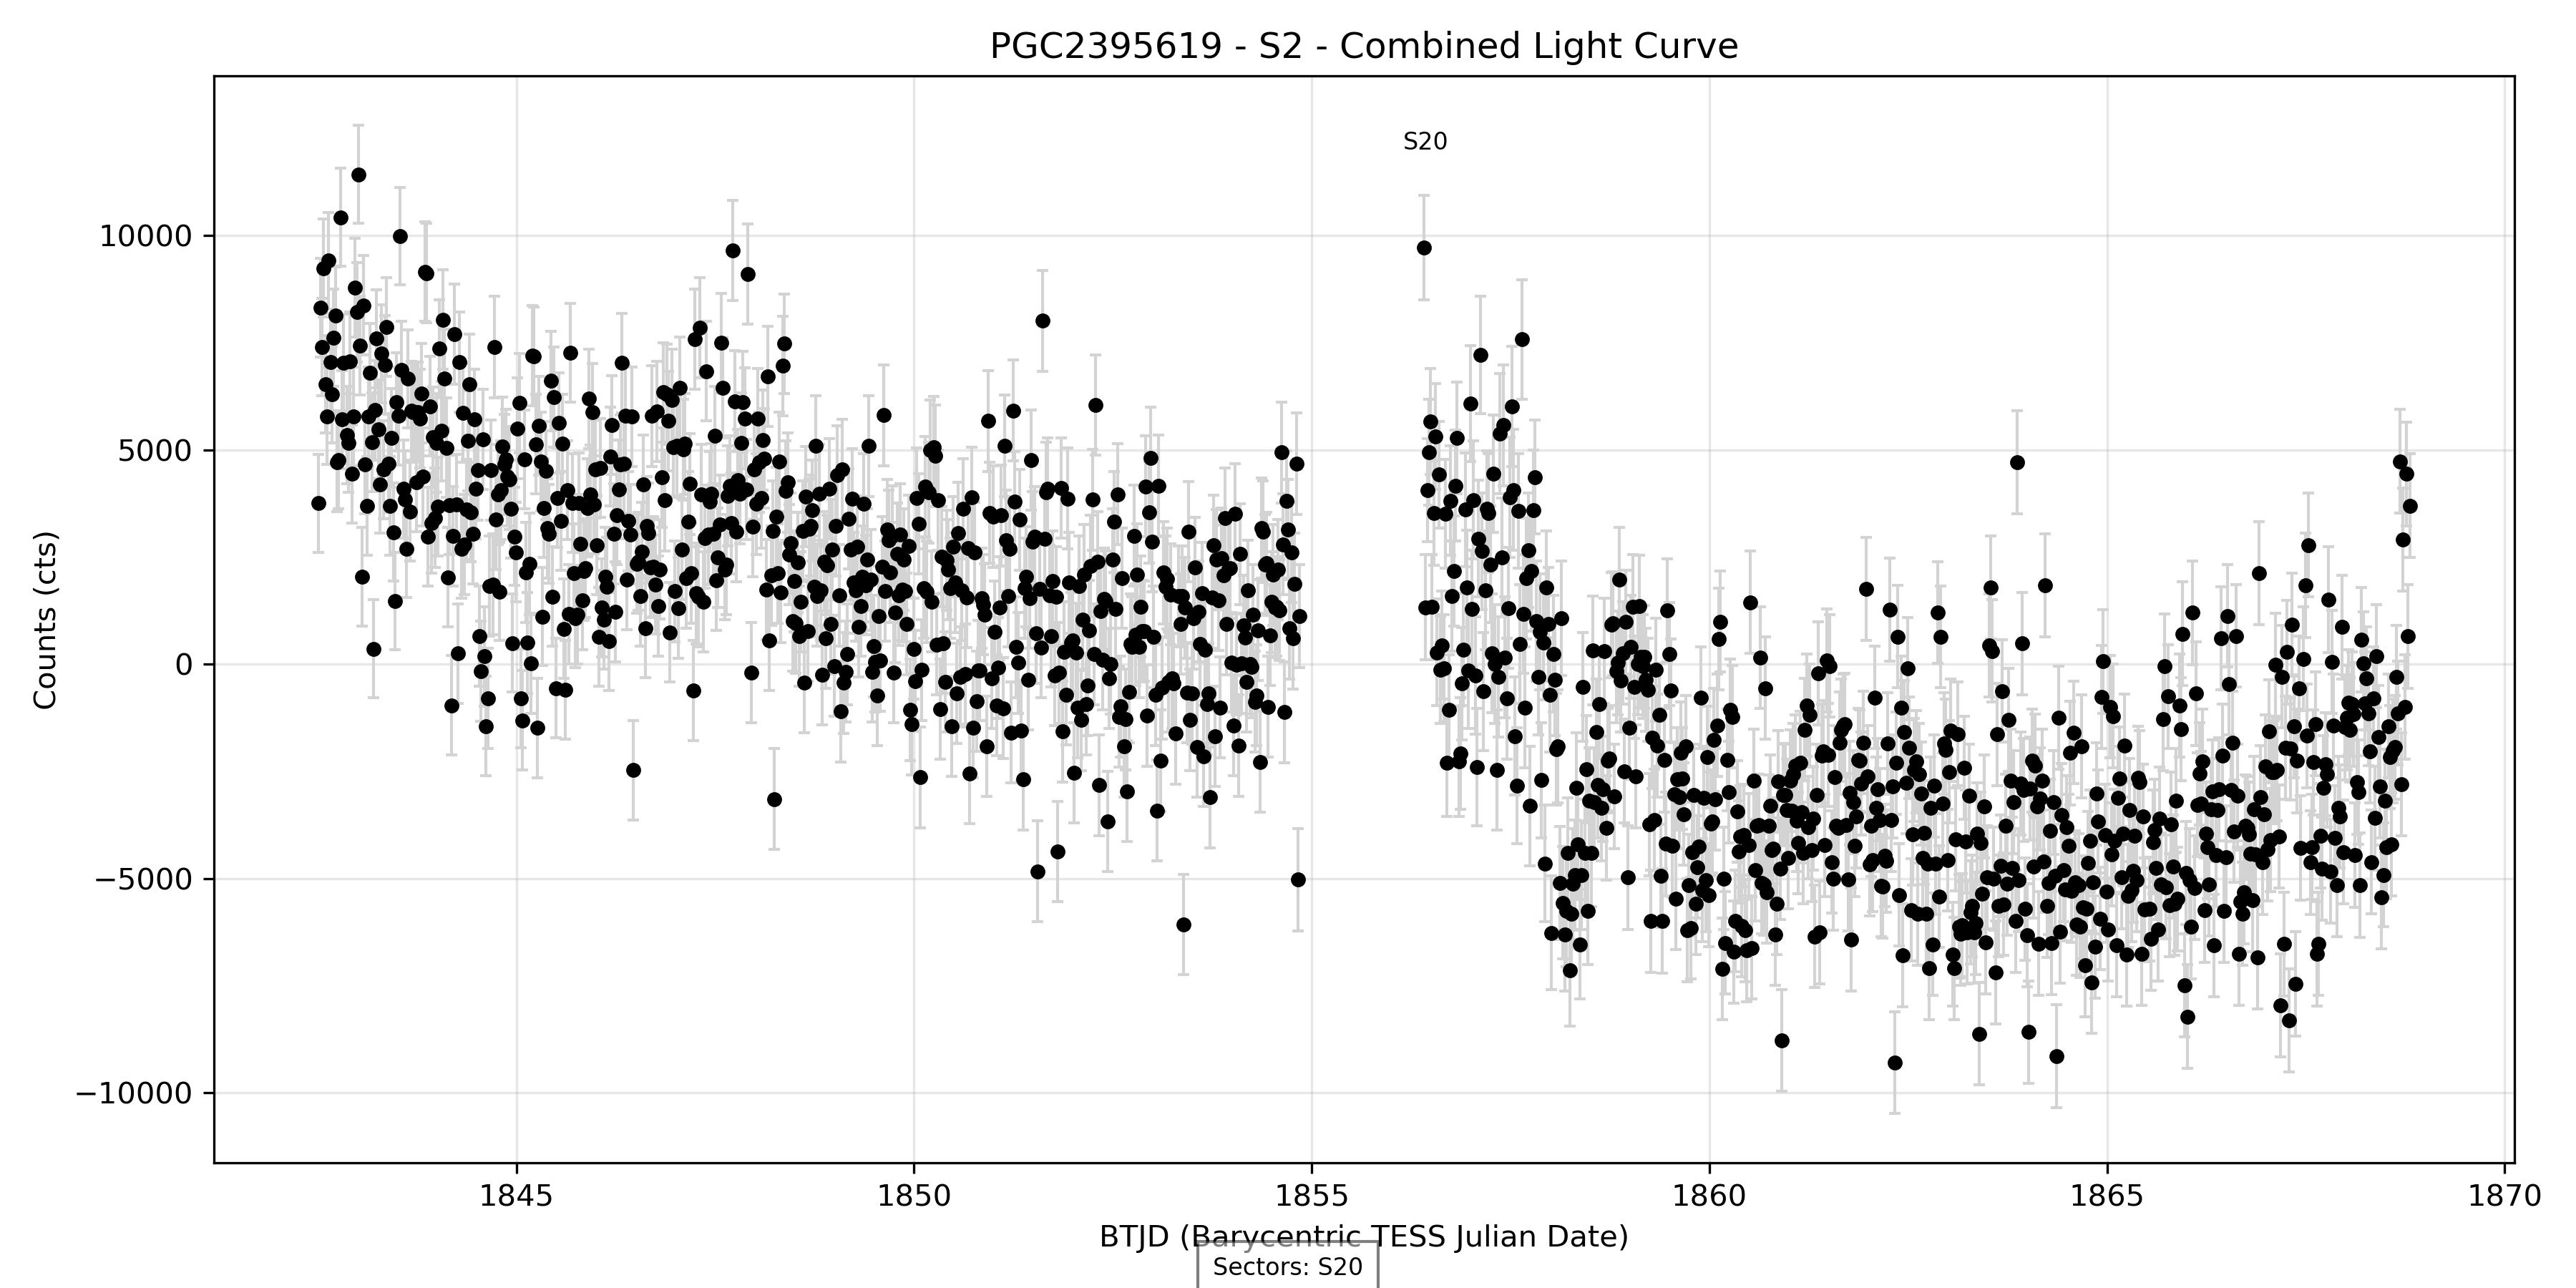 PGC2395619 - S2 - Combined Light Curve
S20
10000
5000
0
−5000
−10000
Counts (cts)
1845 1850 1855 1860 1865 1870
BTJD (Barycentric TESS Julian Date)
Sectors: S20